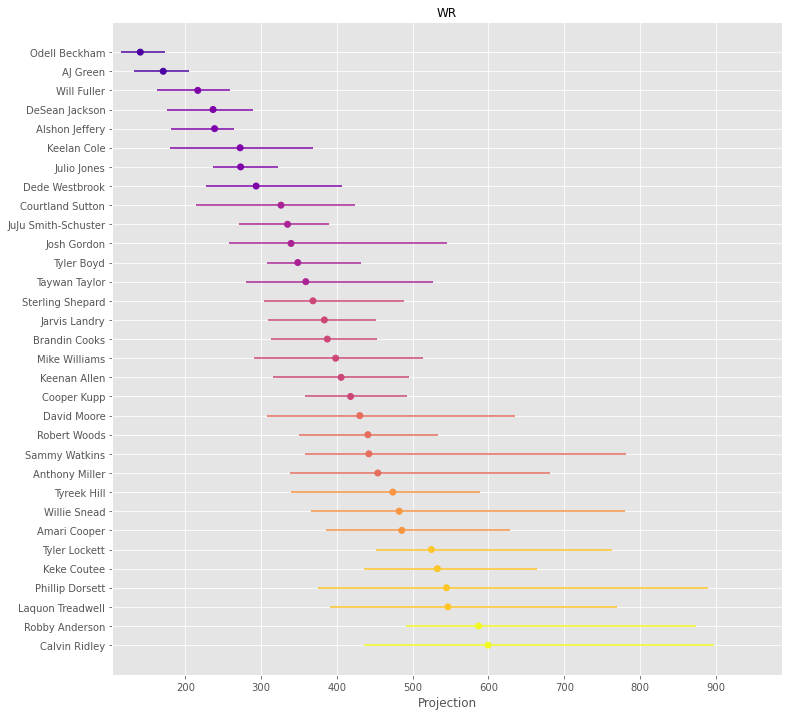 WR
Odell Beckham
AJ Green
Will Fuller
DeSean Jackson
Alshon Jeffery
Keelan Cole
Julio Jones
Dede Westbrook
Courtland Sutton
JuJu Smith-Schuster
Josh Gordon
Tyler Boyd
Taywan Taylor
Sterling Shepard
Jarvis Landry
Brandin Cooks
Mike Williams
Keenan Allen
Cooper Kupp
David Moore
Robert Woods
Sammy Watkins
Anthony Miller
Tyreek Hill
Willie Snead
Amari Cooper
Tyler Lockett
Keke Coutee
Phillip Dorsett
Laquon Treadwell
Robby Anderson
Calvin Ridley
200 300 400 500 600 700 800 900
Projection